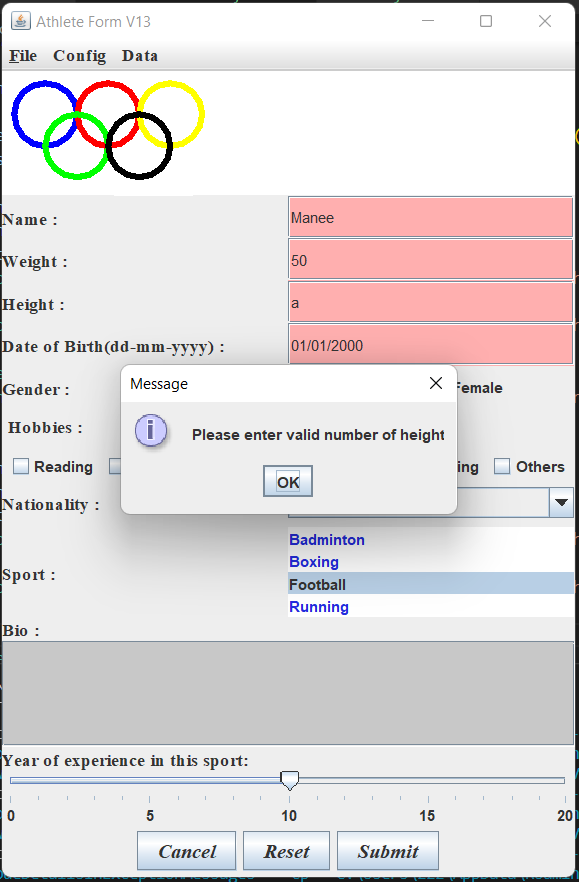 Athlete Form V13
File Config Data
Name : Manee
Weight : 50
Height : a
Date of Birth(dd-mm-yyyy) : 01/01/2000
Gender : Female
Message
Please enter valid number of height
OK
Hobbies :
Reading ing Others
Nationality :
Badminton
Boxing
Sport : Football
Running
Bio :
Year of experience in this sport:
0 5 10 15 20
Cancel Reset Submit